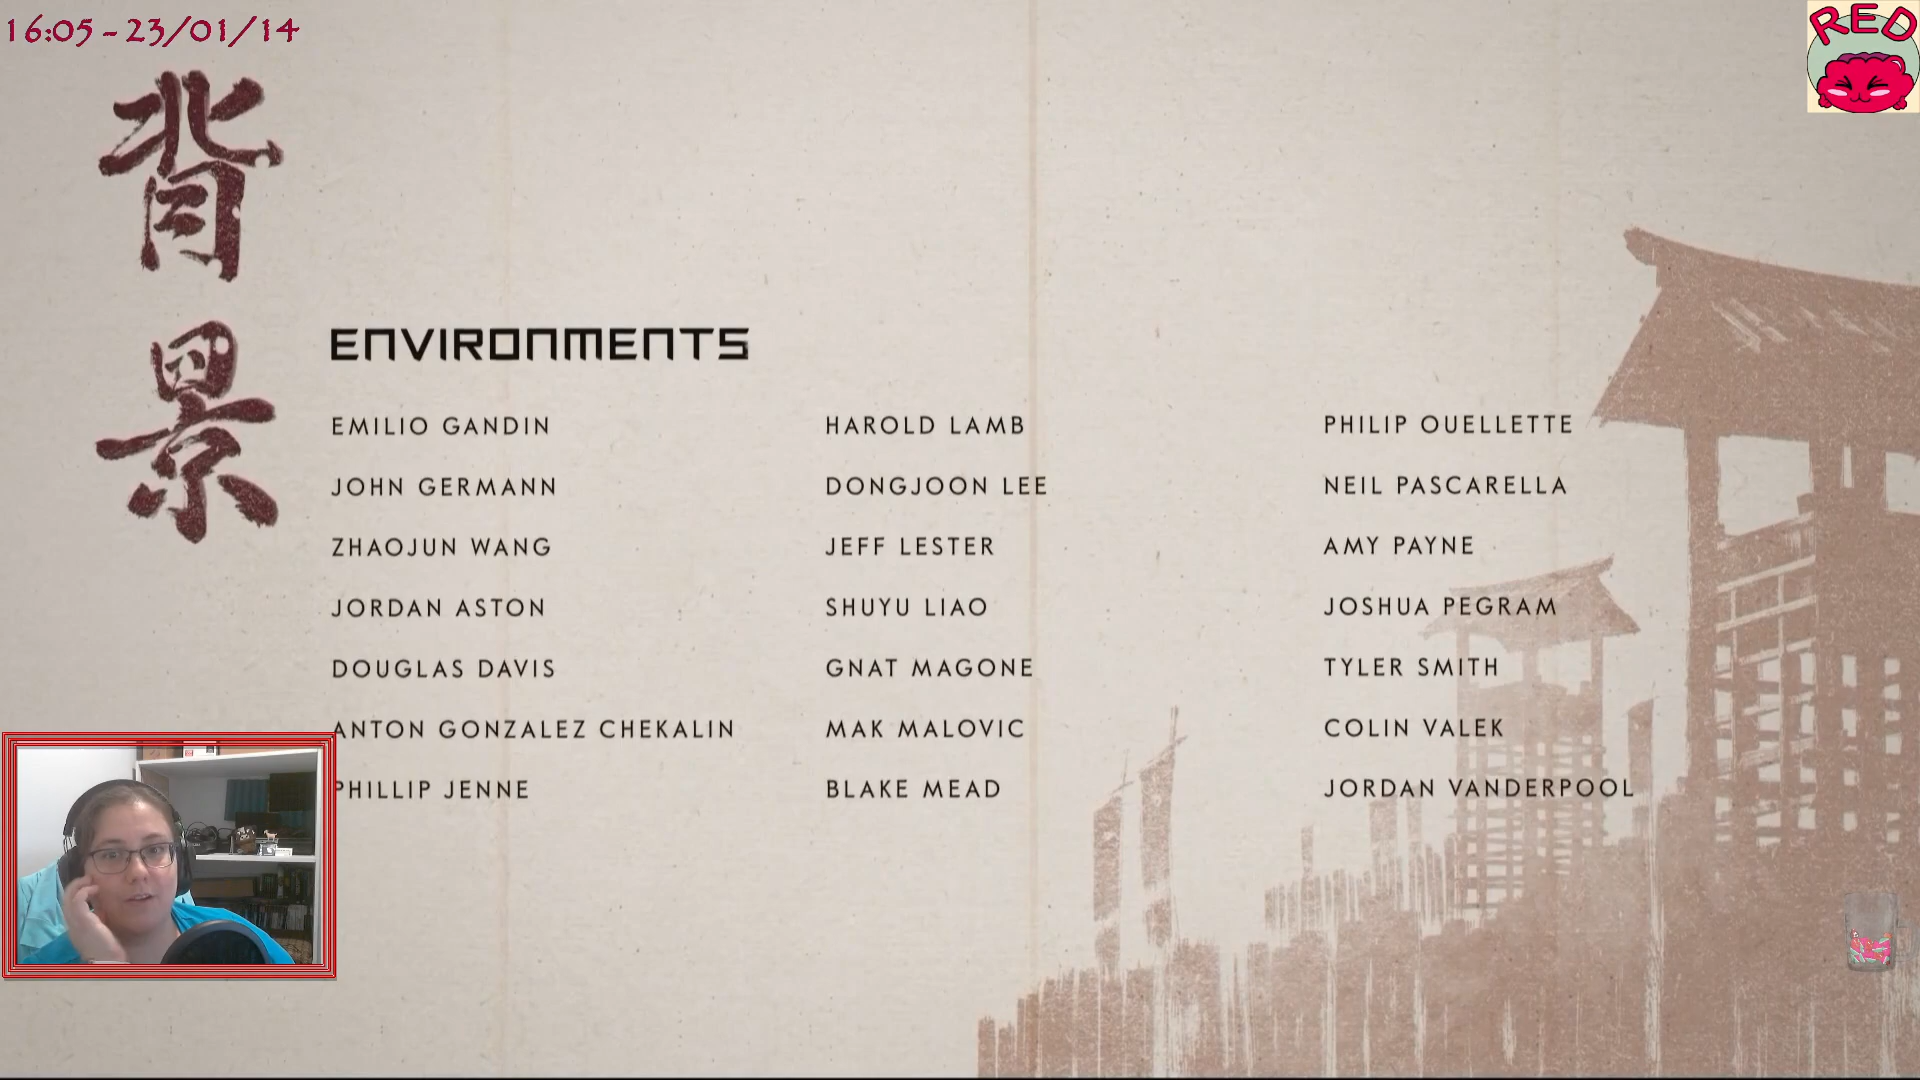 16:05 - 23/01/14
RED
背景
ENVIRONMENTS
EMILIO GANDIN
JOHN GERMANN
ZHAOJUN WANG
JORDAN ASTON
DOUGLAS DAVIS
ANTON GONZALEZ CHEKALIN
PHILLIP JENNE
HAROLD LAMB
DONGJOON LEE
JEFF LESTER
SHUYU LIAO
GNAT MAGONE
MAK MALOVIC
BLAKE MEAD
PHILIP OUELLETTE
NEIL PASCARELLA
AMY PAYNE
JOSHUA PEGRAM
TYLER SMITH
COLIN VALEK
JORDAN VANDERPOOL